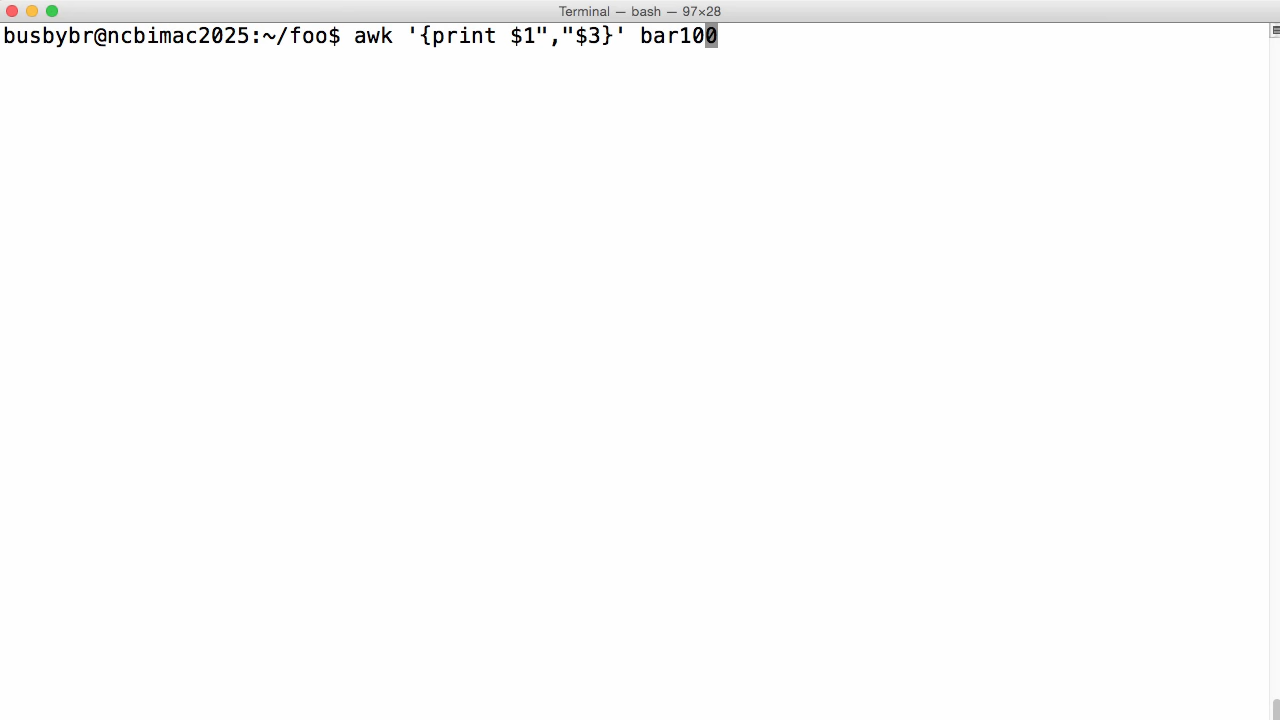 Terminal — bash — 97×28
busbybr@ncbimac2025:~/foo$ awk '{print $1","$3}' bar100